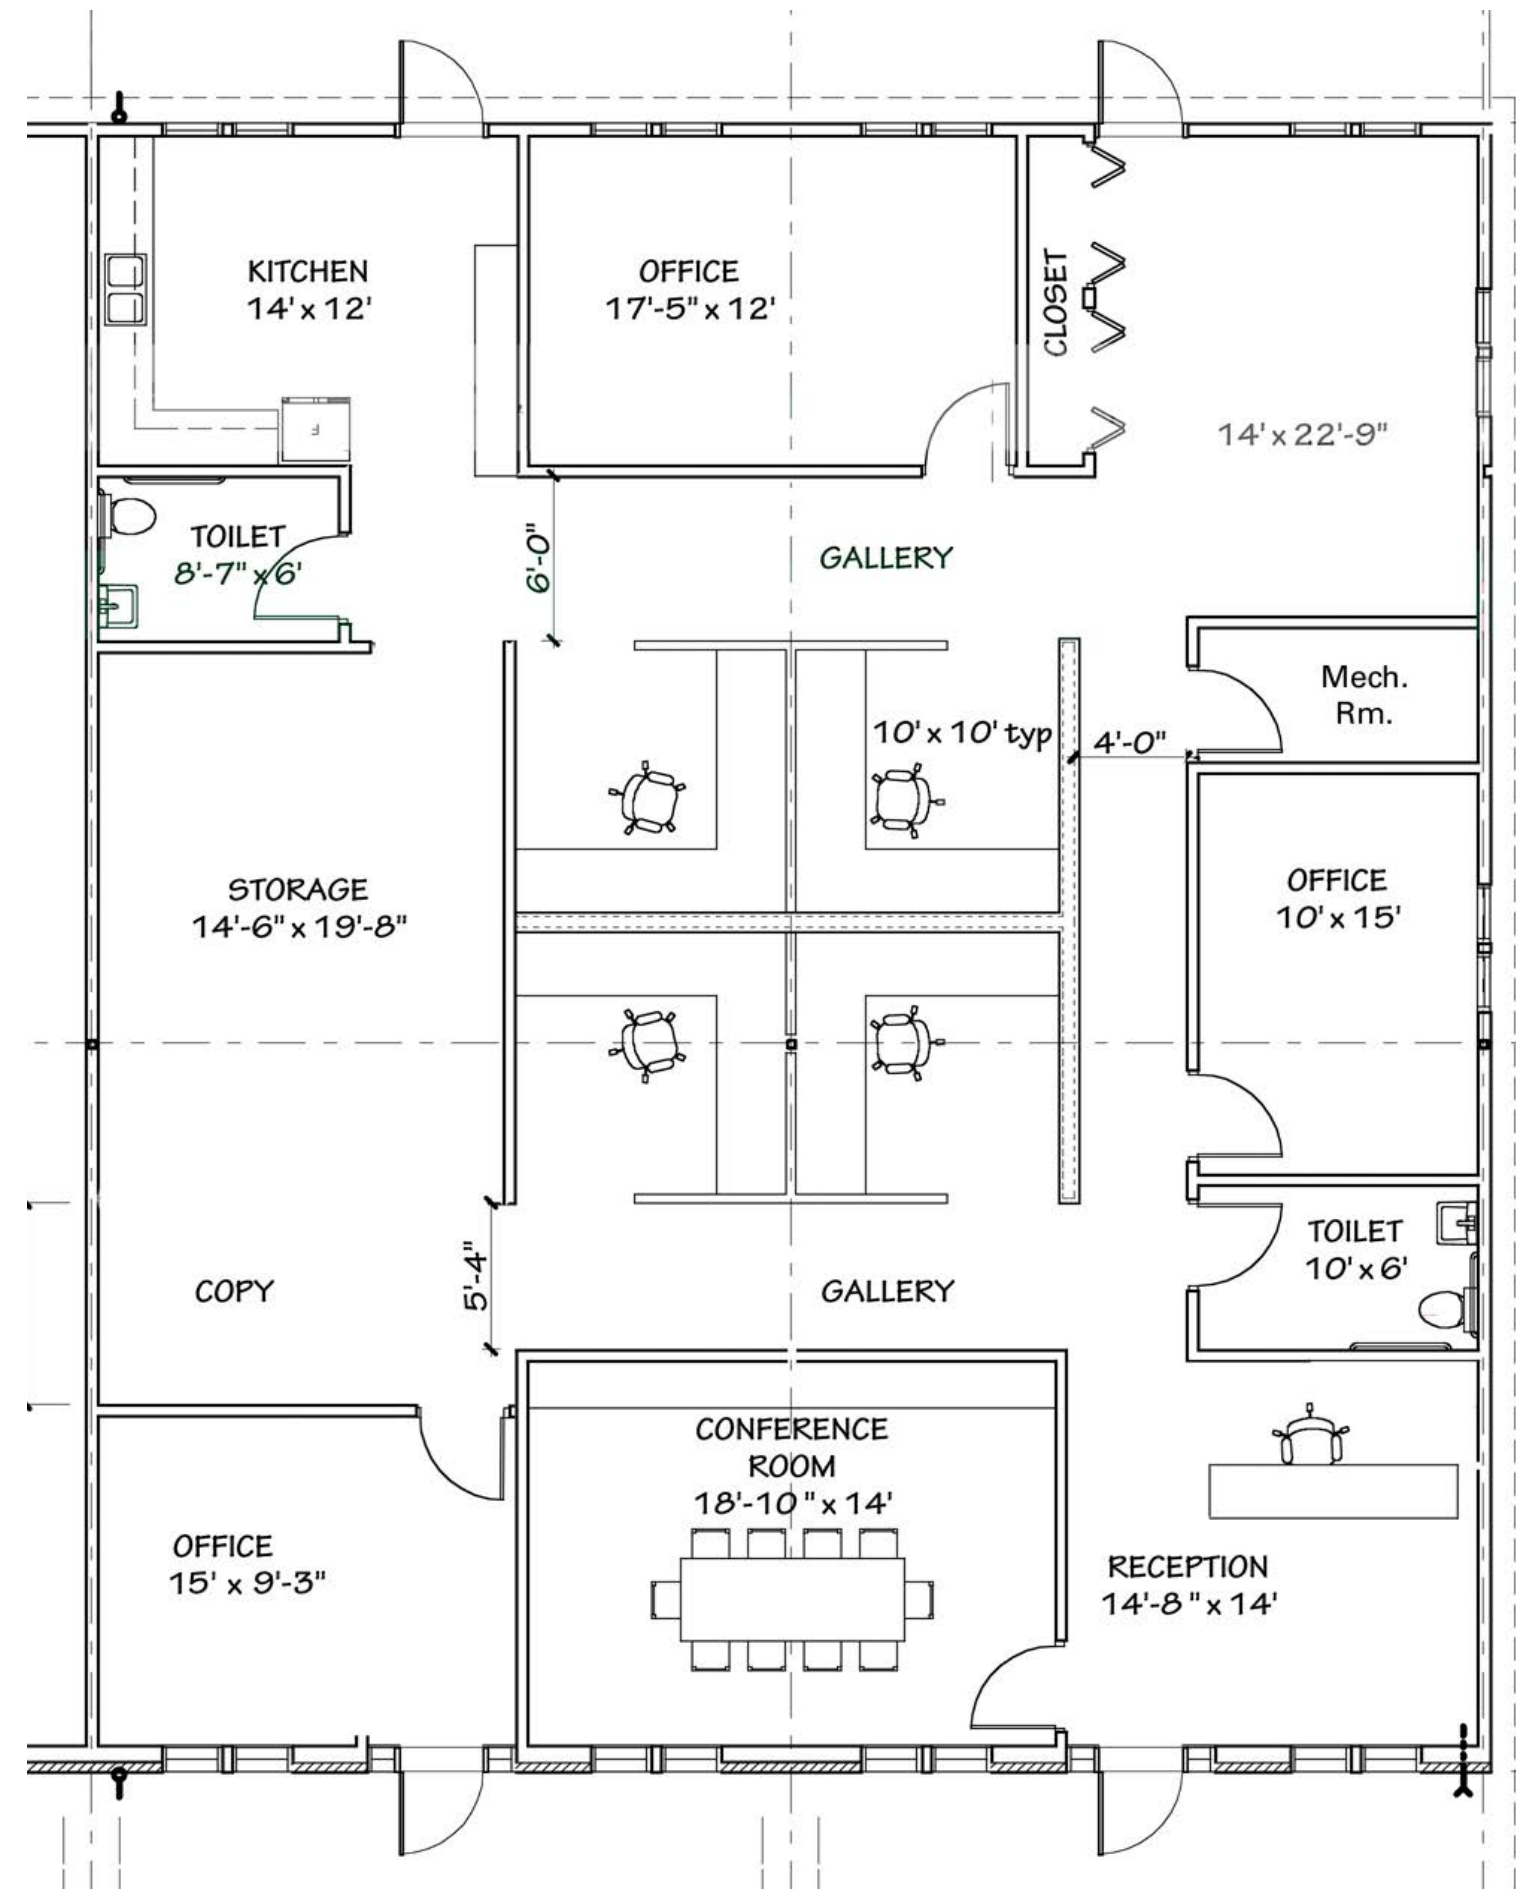 KITCHEN
14' x 12'
OFFICE
17'-5" x 12'
CLOSET
14' x 22'-9"
TOILET
8'-7" x 6'
6'-0"
GALLERY
Mech.
Rm.
10' x 10' typ
4'-0"
STORAGE
14'-6" x 19'-8"
OFFICE
10' x 15'
TOILET
10' x 6'
COPY
5'-4"
GALLERY
CONFERENCE
ROOM
18'-10" x 14'
OFFICE
15' x 9'-3"
RECEPTION
14'-8" x 14'